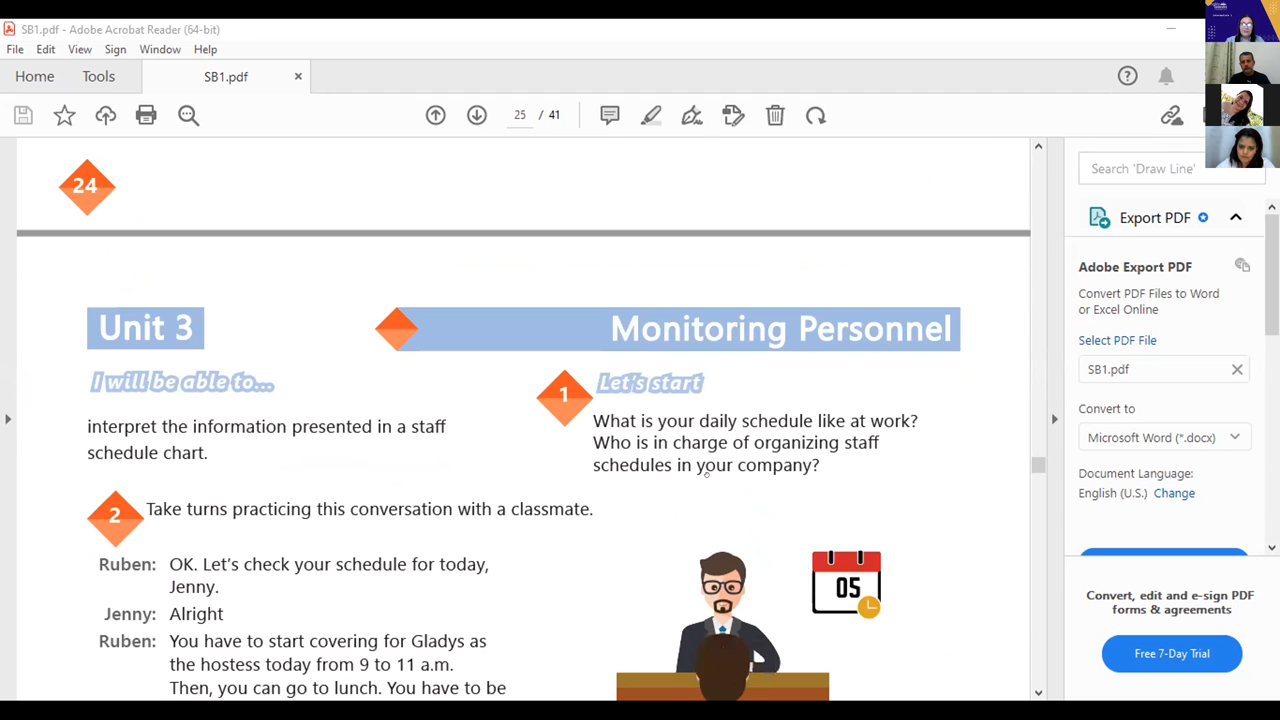 SB1.pdf - Adobe Acrobat Reader (64-bit)
File Edit View Sign Window Help
Home Tools SB1.pdf
25 / 41
24
Unit 3
Monitoring Personnel
I will be able to...
interpret the information presented in a staff
schedule chart.
1 Let's start
What is your daily schedule like at work?
Who is in charge of organizing staff
schedules in your company?
2 Take turns practicing this conversation with a classmate.
Ruben: OK. Let's check your schedule for today,
Jenny.
Jenny: Alright
Ruben: You have to start covering for Gladys as
the hostess today from 9 to 11 a.m.
Then, you can go to lunch. You have to be
05
Search 'Draw Line'
Export PDF
Adobe Export PDF
Convert PDF Files to Word
or Excel Online
Select PDF File
SB1.pdf
Convert to
Microsoft Word (*.docx)
Document Language:
English (U.S.) Change
Convert, edit and e-sign PDF
forms & agreements
Free 7-Day Trial